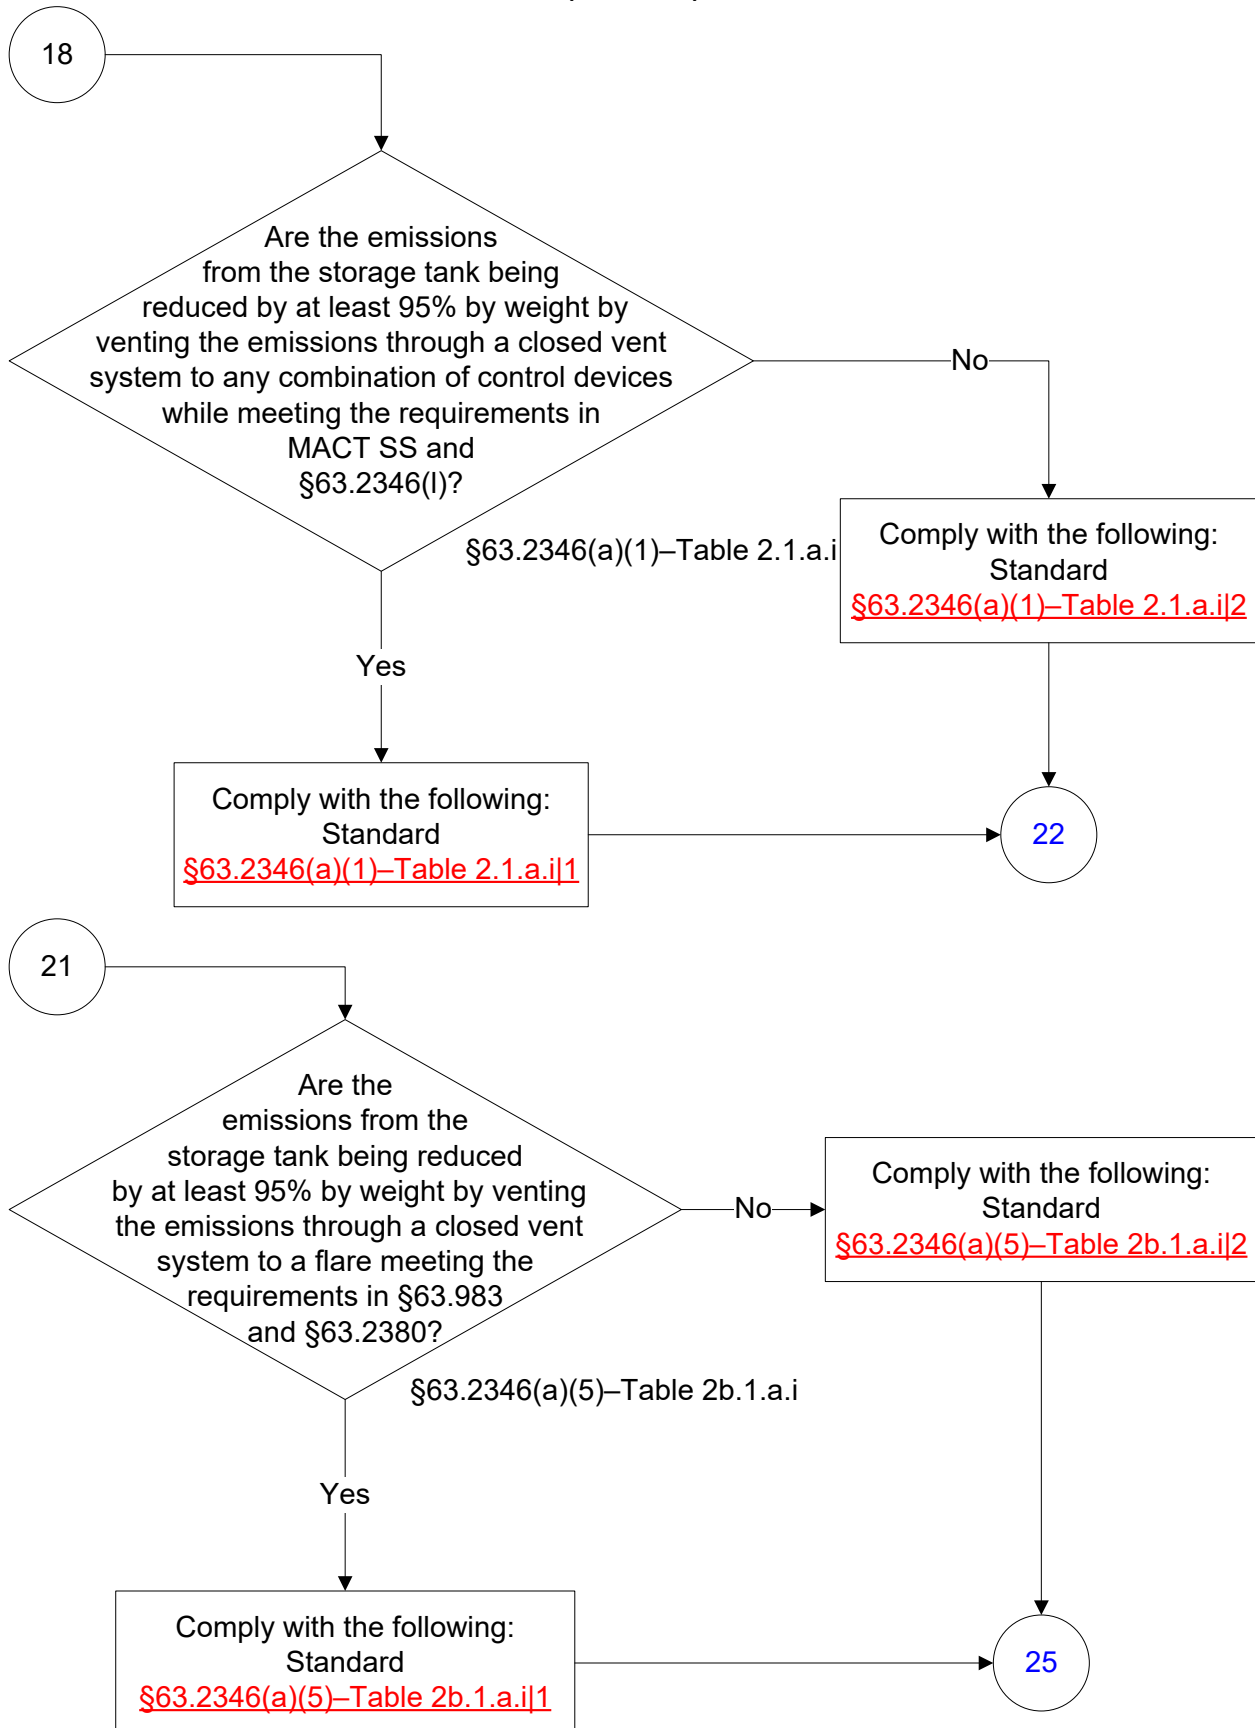 18
Are the emissions
from the storage tank being
reduced by at least 95% by weight by
venting the emissions through a closed vent
system to any combination of control devices
while meeting the requirements in
MACT SS and
§63.2346(l)?
No
§63.2346(a)(1)–Table 2.1.a.i
Comply with the following:
Standard
§63.2346(a)(1)–Table 2.1.a.i|2
Yes
Comply with the following:
Standard
§63.2346(a)(1)–Table 2.1.a.i|1
22
21
Are the
emissions from the
storage tank being reduced
by at least 95% by weight by venting
the emissions through a closed vent
system to a flare meeting the
requirements in §63.983
and §63.2380?
No
Comply with the following:
Standard
§63.2346(a)(5)–Table 2b.1.a.i|2
§63.2346(a)(5)–Table 2b.1.a.i
Yes
Comply with the following:
Standard
§63.2346(a)(5)–Table 2b.1.a.i|1
25